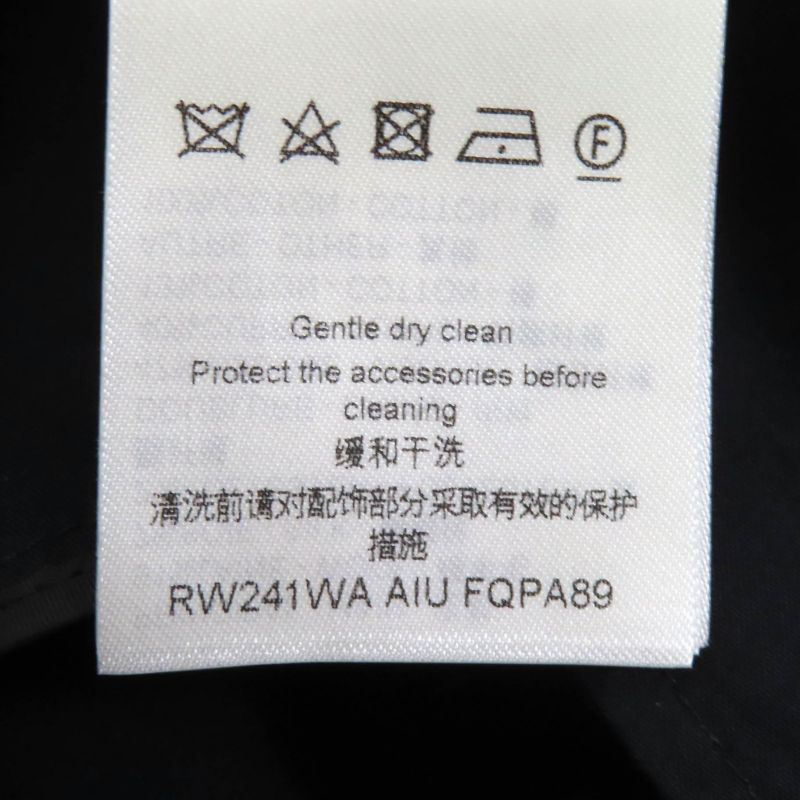 F
Gentle dry clean
Protect the accessories before
cleaning
缓和干洗
清洗前请对配饰部分采取有效的保护
措施
RW241WA AIU FQPA89